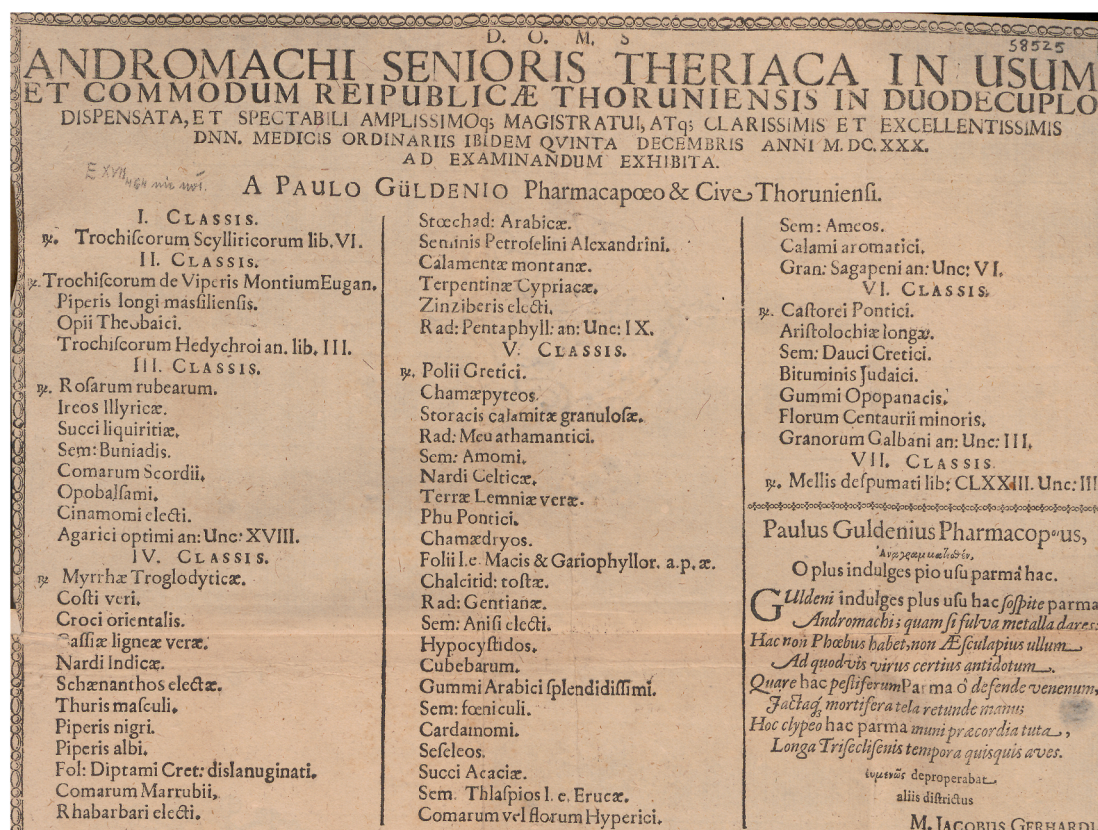 D. O. M. S
58525
ANDROMACHI SENIORIS THERIACA IN USUM
ET COMMODUM REIPUBLICÆ THORUNIENSIS IN DUODECUPLO
DISPENSATA, ET SPECTABILI AMPLISSIMOq; MAGISTRATUI, ATq; CLARISSIMIS ET EXCELLENTISSIMIS
DNN. MEDICIS ORDINARIIS IBIDEM QVINTA DECEMBRIS ANNI M. DC. XXX.
AD EXAMINANDUM EXHIBITA.
E XVII
A PAULO GÜLDENIO Pharmacapœo & Cive Thorunienſi.
I. CLASSIS.
℞. Trochiſcorum Scylliticorum lib. VI.
II. CLASSIS.
℞. Trochiſcorum de Viperis Montium Eugan.
Piperis longi maſſilienſis.
Opii Thebaici.
Trochiſcorum Hedychroi an. lib. III.
III. CLASSIS.
℞. Roſarum rubearum.
Ireos Illyricæ.
Succi liquiritiæ.
Sem: Buniadis.
Comarum Scordii.
Opobalſami.
Cinamomi electi.
Agarici optimi an: Unc: XVIII.
IV. CLASSIS.
℞ Myrrhæ Troglodyticæ.
Coſti veri.
Croci orientalis.
Caſſiæ ligneæ veræ.
Nardi Indicæ.
Schænanthos electæ.
Thuris maſculi.
Piperis nigri.
Piperis albi.
Fol: Diptami Cret: dislanuginati.
Comarum Marrubii.
Rhabarbari electi.
Stœchad: Arabicæ.
Seminis Petroſelini Alexandrini.
Calamentæ montanæ.
Terpentinæ Cypriacæ.
Zinziberis electi.
Rad: Pentaphyll: an: Unc: IX.
V. CLASSIS.
℞. Polii Gretici.
Chamæpyteos.
Storacis calamitæ granuloſæ.
Rad: Meu athamantici.
Sem: Amomi.
Nardi Celticæ.
Terræ Lemniæ veræ.
Phu Pontici.
Chamædryos.
Folii I. e. Macis & Gariophyllor. a. p. æ.
Chalcitid: toſtæ.
Rad: Gentianæ.
Sem: Aniſi electi.
Hypocyſtidos.
Cubebarum.
Gummi Arabici ſplendidiſſimi.
Sem: fœniculi.
Cardamomi.
Seſeleos.
Succi Acaciæ.
Sem. Thlaſpios I. e. Erucæ.
Comarum vel florum Hyperici.
Sem: Ameos.
Calami aromatici.
Gran: Sagapeni an: Unc: VI.
VI. CLASSIS.
℞. Caſtorei Pontici.
Ariſtolochiæ longæ.
Sem: Dauci Cretici.
Bituminis Judaici.
Gummi Opopanacis.
Florum Centaurii minoris.
Granorum Galbani an: Unc: III.
VII. CLASSIS.
℞. Mellis deſpumati lib: CLXXIII. Unc: III
Paulus Guldenius Pharmacopœus,
O plus indulges pio uſu parmâ hac.
GUldeni indulges plus uſu hac ſoſpite parma
Andromachi; quam ſi fulva metalla dares:
Hac non Phœbus habet, non Æſculapius ullum
Ad quodvis virus certius antidotum.
Quare hac peſtiferum Parma ô defende venenum,
Jactaq; mortifera tela retunde manu;
Hoc clypeo hac parma muni præcordia tuta,
Longa Triſecliſenis tempora quisquis aves.
deproperabat
aliis diſtrictus
M. JACOBUS GERHARDI